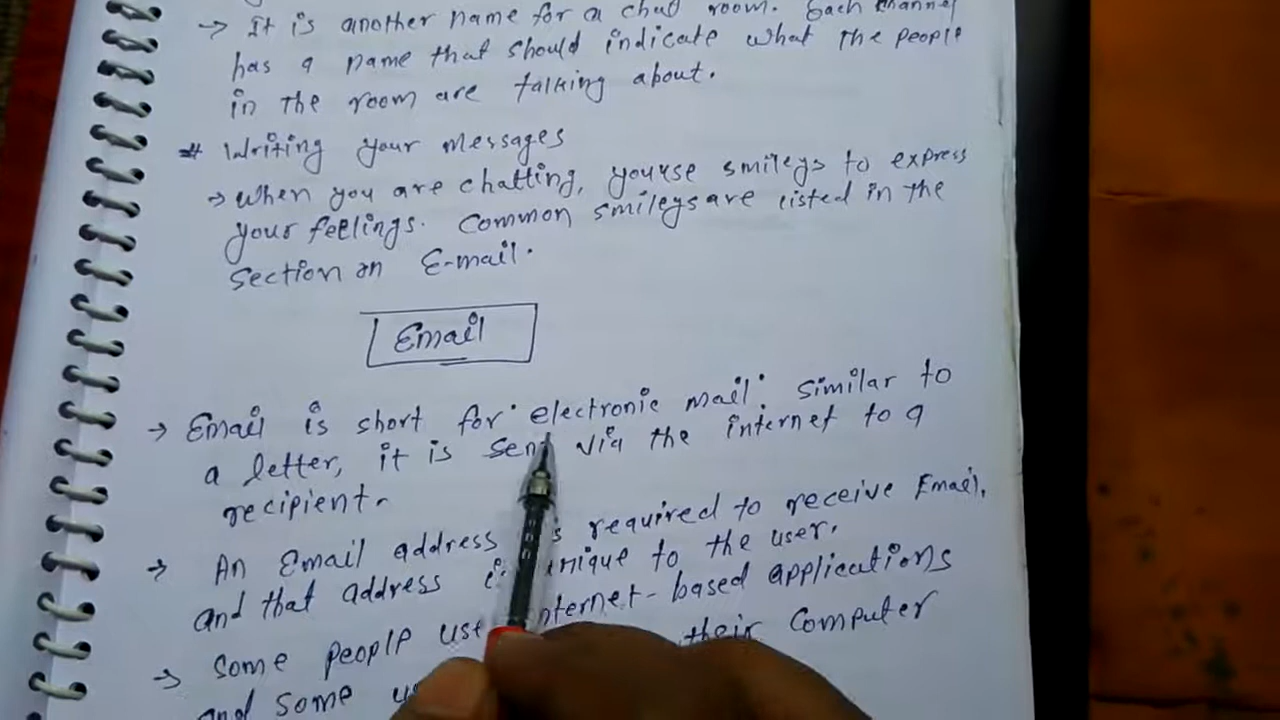 → It is another name for a chat room. Each channel
has a name that should indicate what the people
in the room are talking about.
* Writing your messages
→ When you are chatting, youuse smileys to express
your feelings. Common smileys are listed in the
section on E-mail.
Email
→ Email is short for electronic mail. Similar to
a letter, it is sent via the internet to a
recipient.
→ An Email address is required to receive Email,
and that address is unique to the user.
→ Some people use internet-based applications
and some their computer